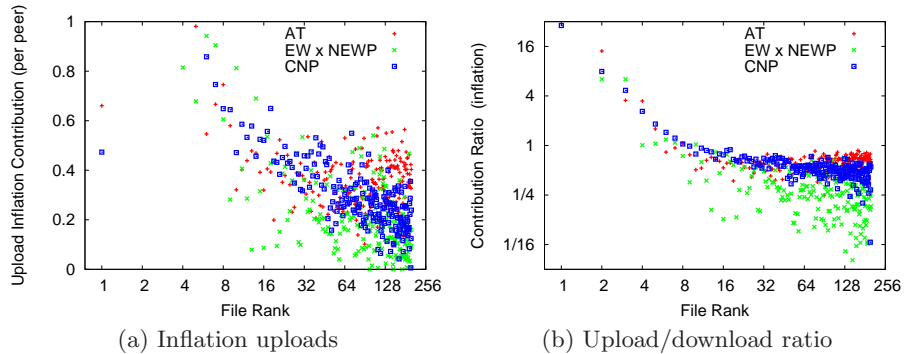 Upload Inflation Contribution (per peer)
1
0.8
0.6
0.4
0.2
0
AT
EW x NEWP
CNP
1 2 4 8 16 32 64 128 256
File Rank
(a) Inflation uploads
Contribution Ratio (inflation)
16
4
1
1/4
1/16
AT
EW x NEWP
CNP
1 2 4 8 16 32 64 128 256
File Rank
(b) Upload/download ratio